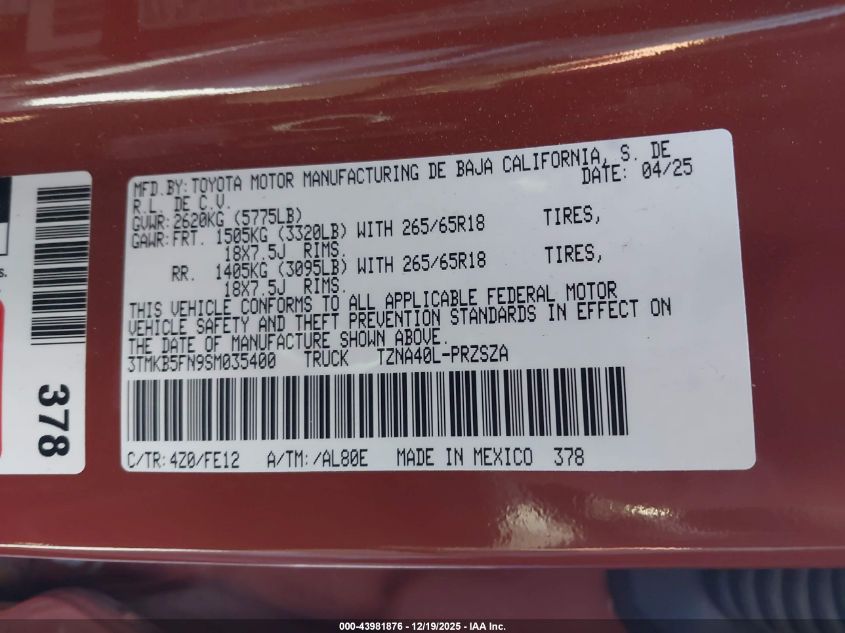 MFD.BY:TOYOTA MOTOR MANUFACTURING DE BAJA CALIFORNIA, S. DE
R.L. DE C.V. DATE: 04/25
GVWR:2620KG (5775LB)
GAWR:FRT. 1505KG (3320LB) WITH 265/65R18 TIRES,
18X7.5J RIMS.
RR. 1405KG (3095LB) WITH 265/65R18 TIRES,
18X7.5J RIMS.
THIS VEHICLE CONFORMS TO ALL APPLICABLE FEDERAL MOTOR
VEHICLE SAFETY AND THEFT PREVENTION STANDARDS IN EFFECT ON
THE DATE OF MANUFACTURE SHOWN ABOVE.
3TMKB5FN9SM035400 TRUCK TZNA40L-PRZSZA
C/TR:4Z0/FE12 A/TM:/AL80E MADE IN MEXICO 378
s.
378
000-43981876 - 12/19/2025 - IAA Inc.